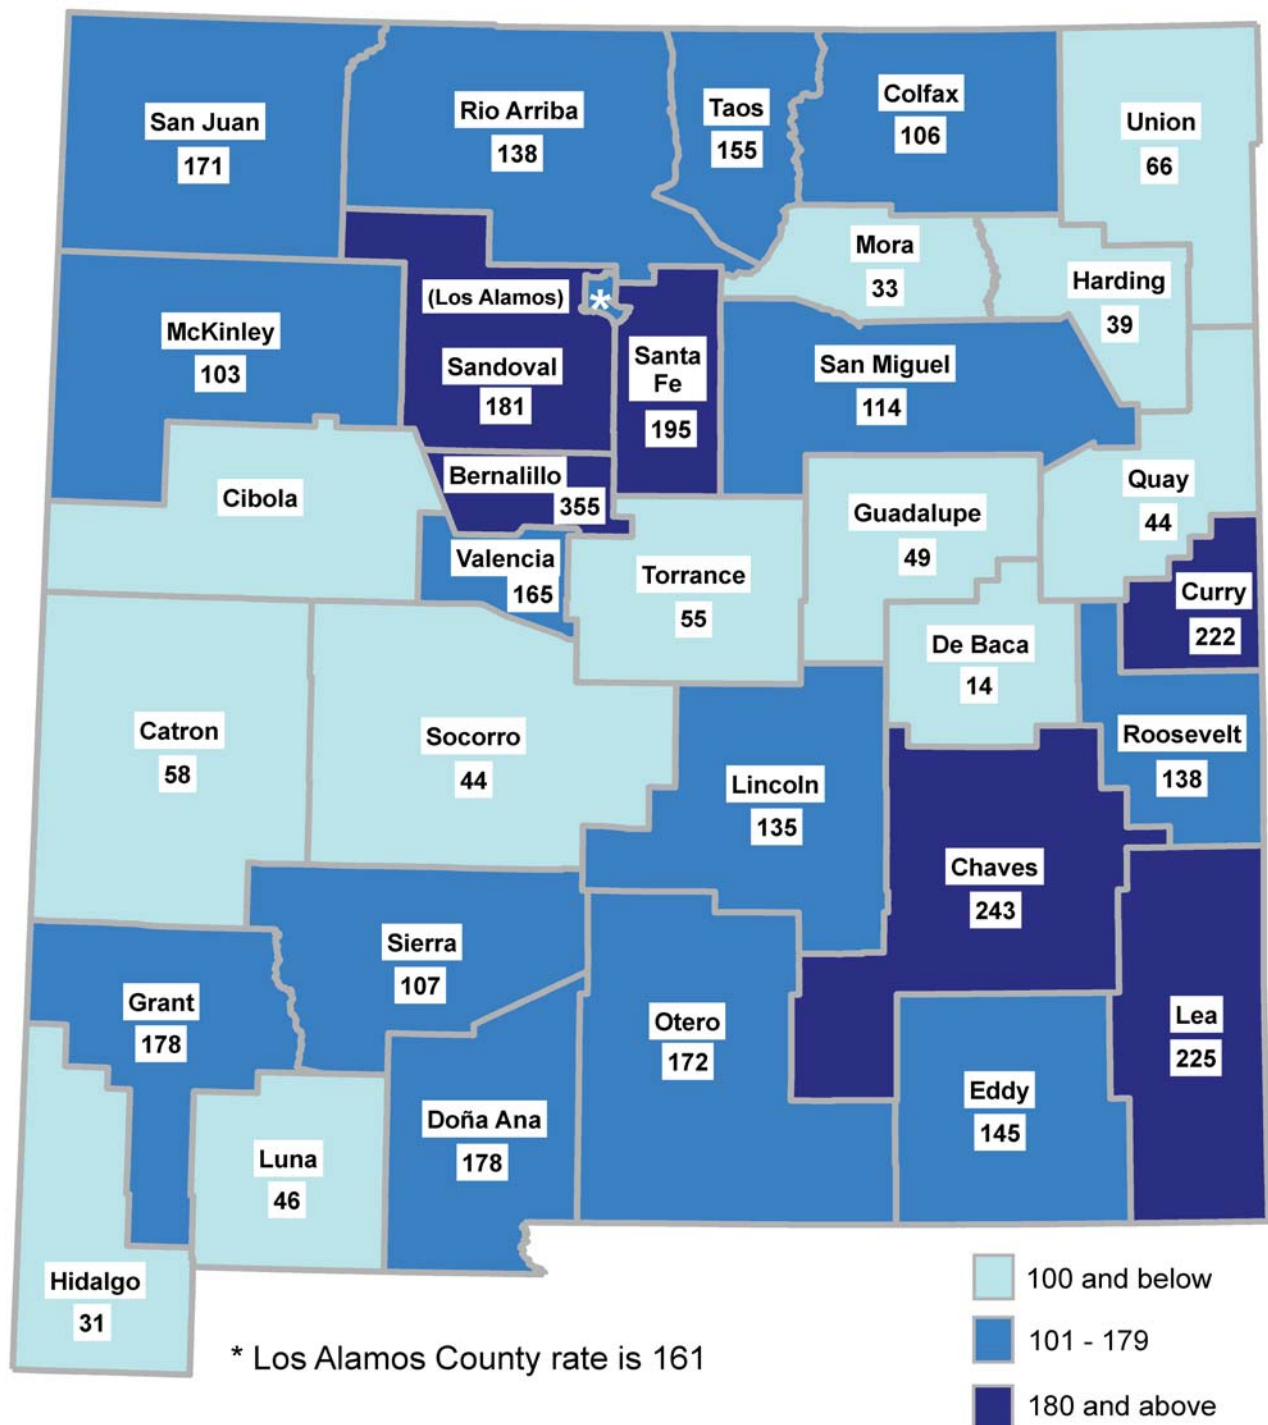 San Juan
171
Rio Arriba
138
Taos
155
Colfax
106
Union
66
Mora
33
Harding
39
McKinley
103
(Los Alamos)
*
Sandoval
181
Santa
Fe
195
San Miguel
114
Bernalillo
355
Cibola
Guadalupe
49
Quay
44
Valencia
165
Torrance
55
Curry
222
De Baca
14
Catron
58
Socorro
44
Roosevelt
138
Lincoln
135
Chaves
243
Sierra
107
Grant
178
Otero
172
Lea
225
Eddy
145
Doña Ana
178
Luna
46
Hidalgo
31
* Los Alamos County rate is 161
100 and below
101 - 179
180 and above